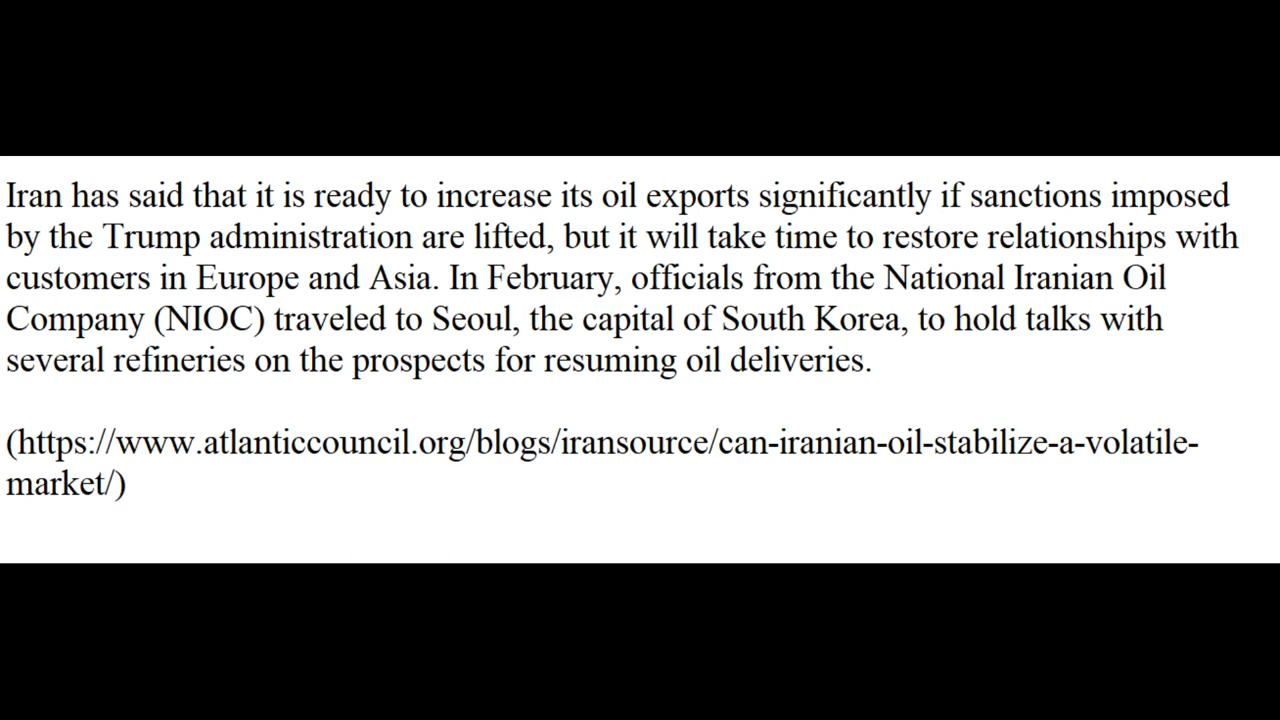 Iran has said that it is ready to increase its oil exports significantly if sanctions imposed
by the Trump administration are lifted, but it will take time to restore relationships with
customers in Europe and Asia. In February, officials from the National Iranian Oil
Company (NIOC) traveled to Seoul, the capital of South Korea, to hold talks with
several refineries on the prospects for resuming oil deliveries.
(https://www.atlanticcouncil.org/blogs/iransource/can-iranian-oil-stabilize-a-volatile-
market/)